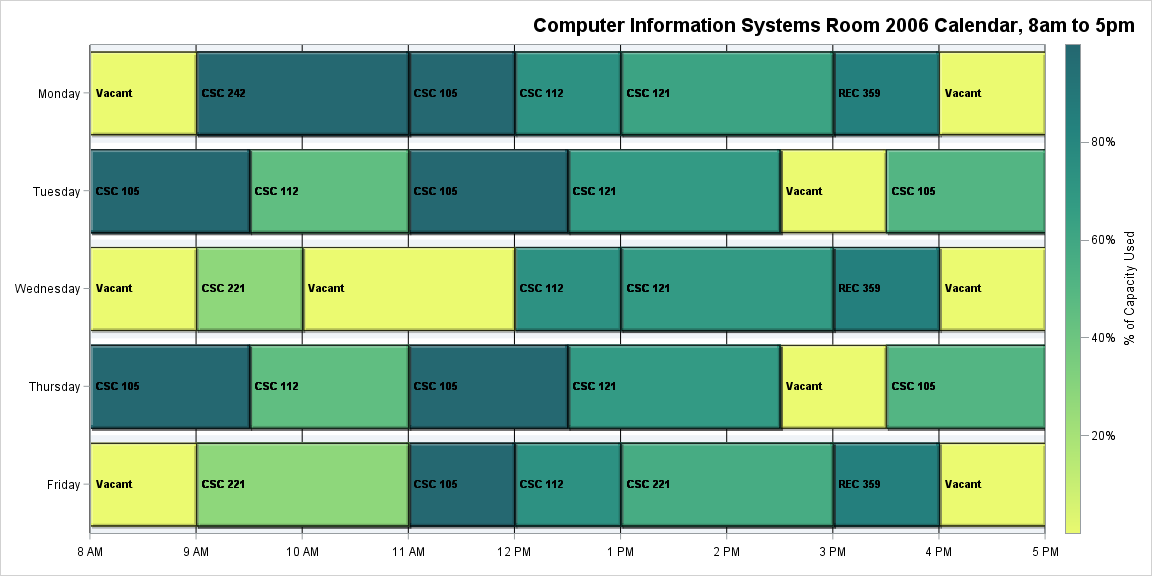 Computer Information Systems Room 2006 Calendar, 8am to 5pm
Monday
Vacant
CSC 242
CSC 105
CSC 112
CSC 121
REC 359
Vacant
Tuesday
CSC 105
CSC 112
CSC 105
CSC 121
Vacant
CSC 105
Wednesday
Vacant
CSC 221
Vacant
CSC 112
CSC 121
REC 359
Vacant
Thursday
CSC 105
CSC 112
CSC 105
CSC 121
Vacant
CSC 105
Friday
Vacant
CSC 221
CSC 105
CSC 112
CSC 221
REC 359
Vacant
8 AM
9 AM
10 AM
11 AM
12 PM
1 PM
2 PM
3 PM
4 PM
5 PM
80%
60%
40%
20%
% of Capacity Used